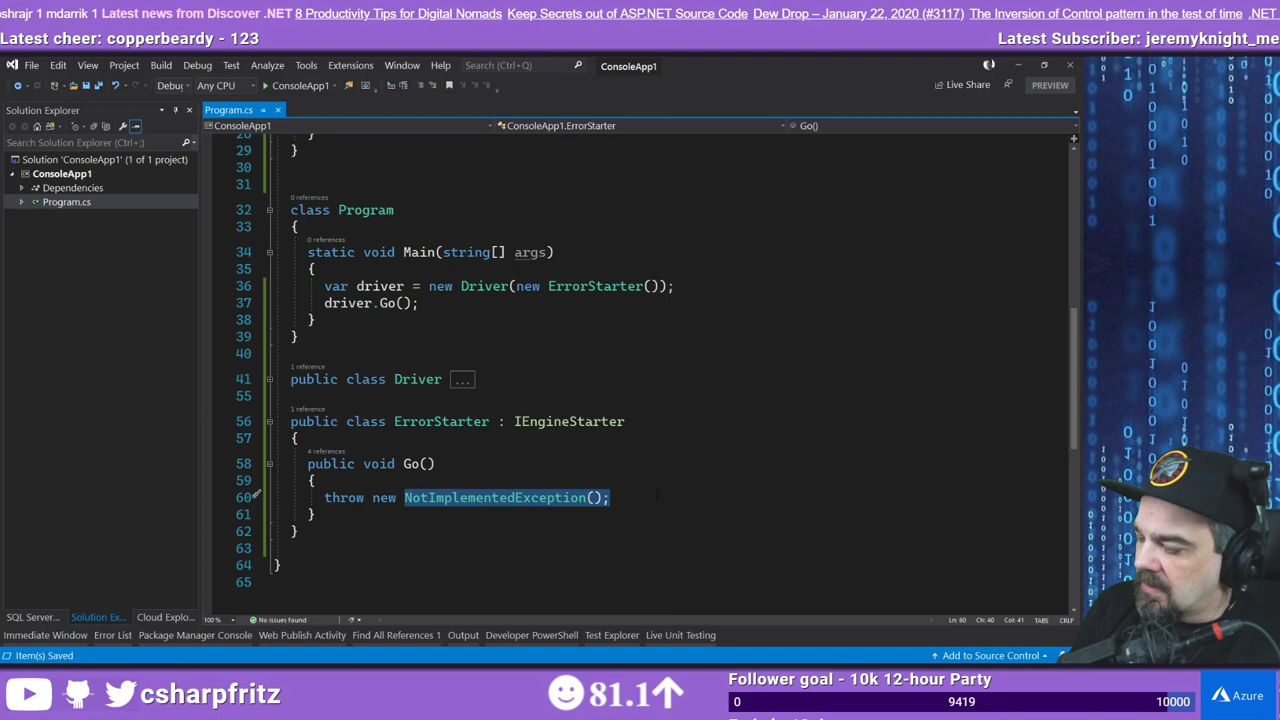 oshrajr 1 mdarrik 1 Latest news from Discover .NET 8 Productivity Tips for Digital Nomads Keep Secrets out of ASP.NET Source Code Dew Drop – January 22, 2020 (#3117) The Inversion of Control pattern in the test of time .NET
Latest cheer: copperbeardy - 123
Latest Subscriber: jeremyknight_me
File Edit View Project Build Debug Test Analyze Tools Extensions Window Help Search (Ctrl+Q) ConsoleApp1
Debug Any CPU ConsoleApp1 Live Share PREVIEW
Solution Explorer
Program.cs
ConsoleApp1 ConsoleApp1.ErrorStarter Go()
Search Solution Explorer (Ctrl+;)
Solution 'ConsoleApp1' (1 of 1 project)
ConsoleApp1
Dependencies
Program.cs
28 }
29 }
30
31
0 references
32 class Program
33 {
0 references
34 static void Main(string[] args)
35 {
36 var driver = new Driver(new ErrorStarter());
37 driver.Go();
38 }
39 }
40
1 reference
41 public class Driver ...
55
1 reference
56 public class ErrorStarter : IEngineStarter
57 {
4 references
58 public void Go()
59 {
60 throw new NotImplementedException();
61 }
62 }
63
64 }
65
SQL Server... Solution Ex... Cloud Explo...
100 % No issues found Ln: 60 Ch: 40 Col: 41 TABS CRLF
Immediate Window Error List Package Manager Console Web Publish Activity Find All References 1 Output Developer PowerShell Test Explorer Live Unit Testing
Item(s) Saved Add to Source Control
csharpfritz
81.1
Follower goal - 10k 12-hour Party
0 9419 10000
Azure